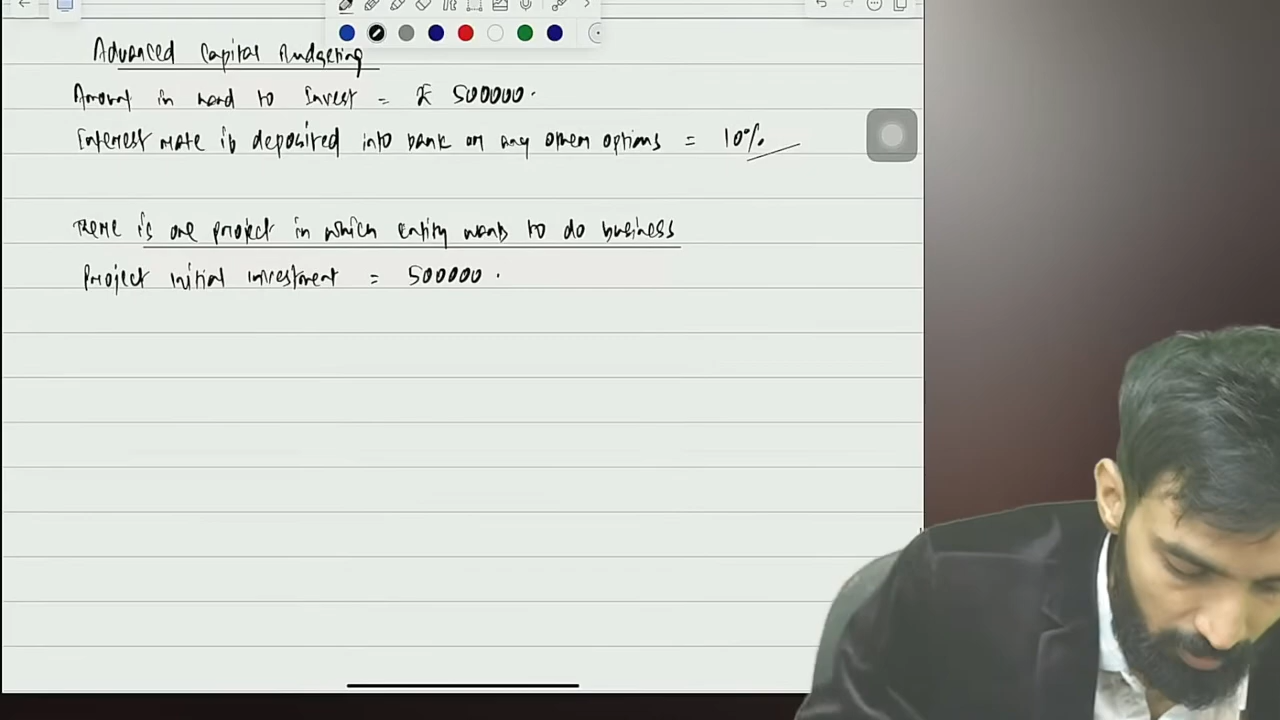 Advanced Capital Budgeting
Amount in hand to Invest = ₹ 500000.
Interest rate if deposited into bank or any other options = 10%
There is one project in which entity wants to do business
Project initial investment = 500000.